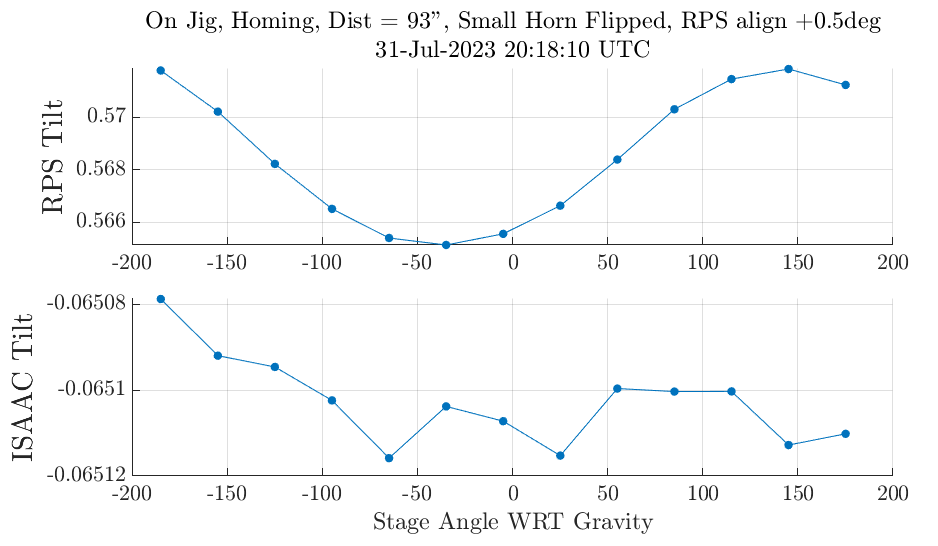 On Jig, Homing, Dist = 93", Small Horn Flipped, RPS align +0.5deg
31-Jul-2023 20:18:10 UTC
RPS Tilt
0.57
0.568
0.566
-200 -150 -100 -50 0 50 100 150 200
ISAAC Tilt
-0.06508
-0.0651
-0.06512
-200 -150 -100 -50 0 50 100 150 200
Stage Angle WRT Gravity